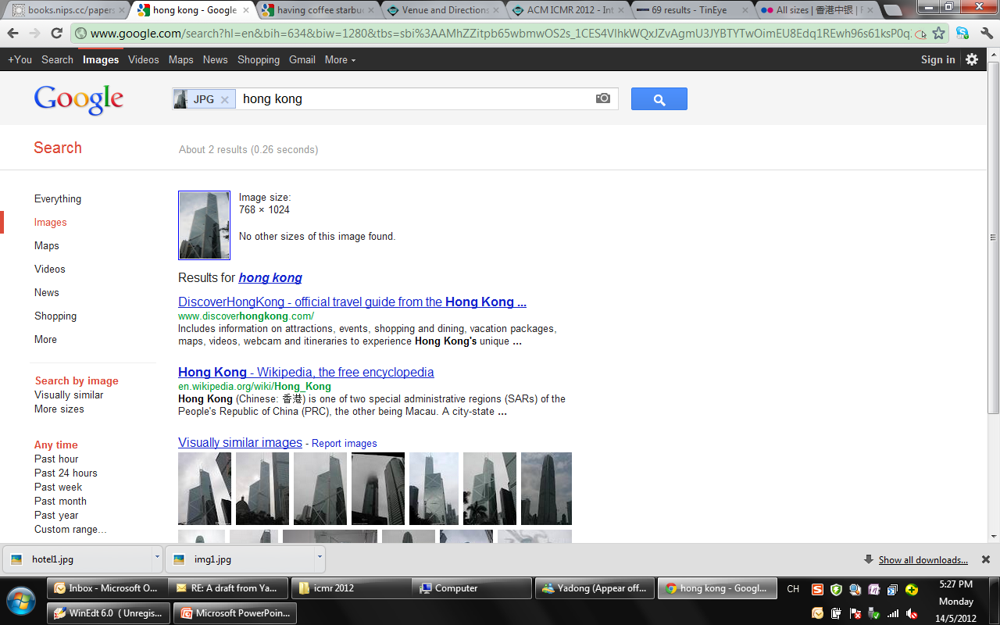 books.nips.cc/papers
hong kong - Google
having coffee starbu
Venue and Directions
ACM ICMR 2012 - Int
69 results - TinEye
All sizes | 香港中银 | F
www.google.com/search?hl=en&bih=634&biw=1280&tbs=sbi%3AAMhZZitpb65wbmwOS2s_1CES4VIhkWQxJZvAgmU3JYBTYTwOimEU8Edq1REwh96s61ksP0q
+You Search Images Videos Maps News Shopping Gmail More
Sign in
Google
JPG
hong kong
Search
About 2 results (0.26 seconds)
Everything
Images
Maps
Videos
News
Shopping
More
Search by image
Visually similar
More sizes
Any time
Past hour
Past 24 hours
Past week
Past month
Past year
Custom range...
Image size:
768 × 1024
No other sizes of this image found.
Results for hong kong
DiscoverHongKong - official travel guide from the Hong Kong ...
www.discoverhongkong.com/
Includes information on attractions, events, shopping and dining, vacation packages,
maps, videos, webcam and itineraries to experience Hong Kong's unique ...
Hong Kong - Wikipedia, the free encyclopedia
en.wikipedia.org/wiki/Hong_Kong
Hong Kong (Chinese: 香港) is one of two special administrative regions (SARs) of the
People's Republic of China (PRC), the other being Macau. A city-state ...
Visually similar images - Report images
hotel1.jpg
img1.jpg
Show all downloads...
Inbox - Microsoft O...
RE: A draft from Ya...
icmr 2012
Computer
Yadong (Appear off...
hong kong - Googl...
CH
5:27 PM
WinEdt 6.0 ( Unregis...
Microsoft PowerPoin...
Monday
14/5/2012